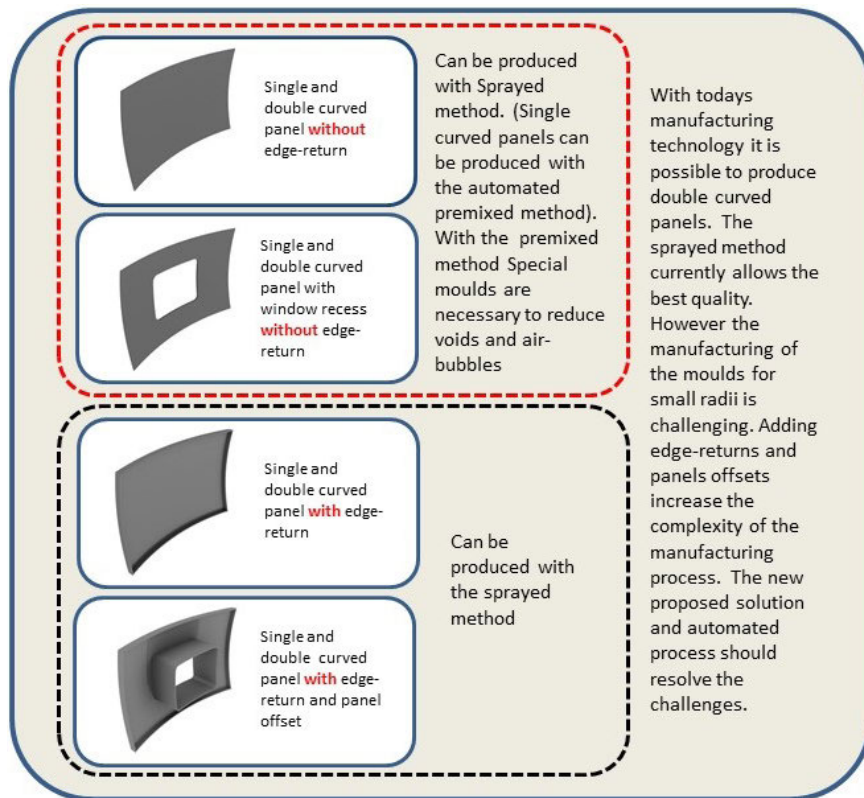 Single and
double curved
panel without
edge-return
Can be produced
with Sprayed
method. (Single
curved panels can
be produced with
the automated
premixed method).
With the premixed
method Special
moulds are
necessary to reduce
voids and air-
bubbles
Single and
double curved
panel with
window recess
without edge-
return
Single and
double curved
panel with edge-
return
Single and
double curved
panel with edge-
return and panel
offset
Can be
produced with
the sprayed
method
With todays
manufacturing
technology it is
possible to produce
double curved
panels. The
sprayed method
currently allows the
best quality.
However the
manufacturing of
the moulds for
small radii is
challenging. Adding
edge-returns and
panels offsets
increase the
complexity of the
manufacturing
process. The new
proposed solution
and automated
process should
resolve the
challenges.